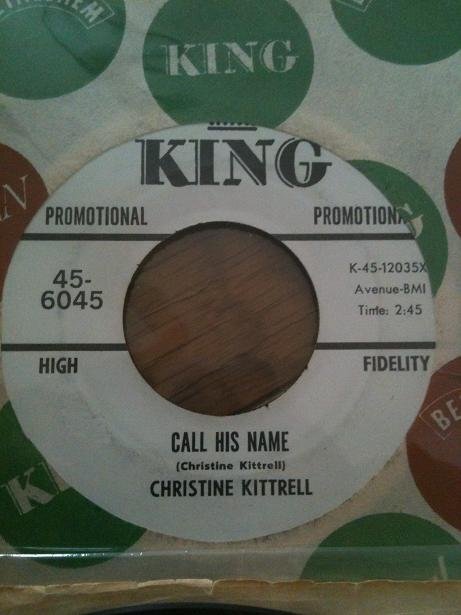 KING
KING
PROMOTIONAL
PROMOTIONA
45-
6045
K-45-12035X
Avenue-BMI
Time: 2:45
HIGH
FIDELITY
CALL HIS NAME
(Christine Kittrell)
CHRISTINE KITTRELL